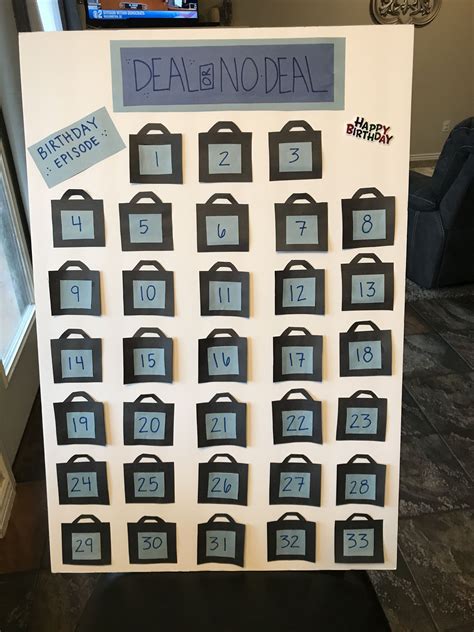 DEAL OR NO·DEAL
BIRTHDAY
EPISODE
HAPPY
BIRTHDAY
1 2 3
4 5 6 7 8
9 10 11 12 13
14 15 16 17 18
19 20 21 22 23
24 25 26 27 28
29 30 31 32 33